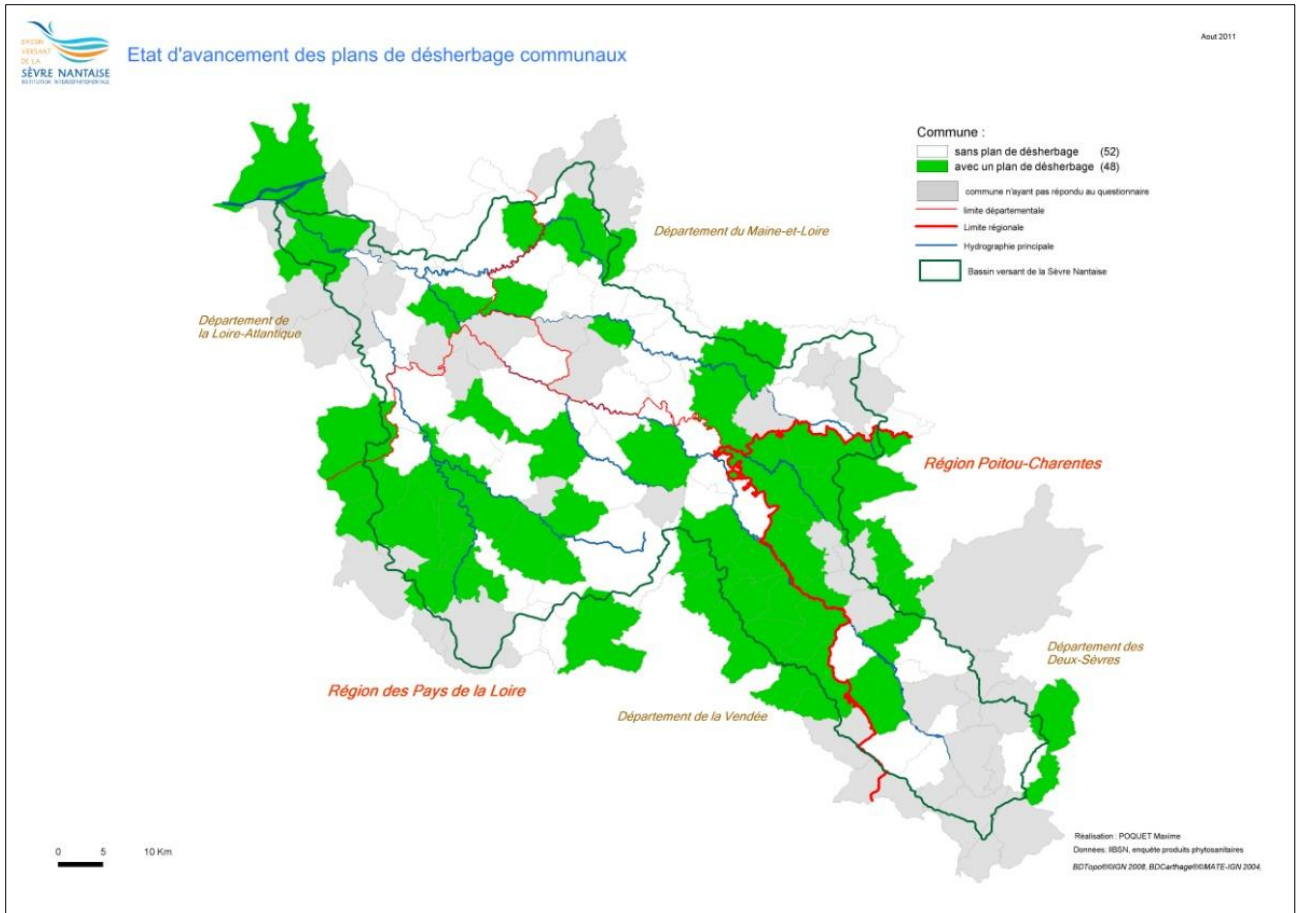 BASSIN
VERSANT
DE LA
SÈVRE NANTAISE
INSTITUTION INTERDÉPARTEMENTALE
Etat d'avancement des plans de désherbage communaux
Aout 2011
Commune :
sans plan de désherbage (52)
avec un plan de désherbage (48)
commune n'ayant pas répondu au questionnaire
limite départementale
Limite régionale
Hydrographie principale
Bassin versant de la Sèvre Nantaise
Département du Maine-et-Loire
Département de
la Loire-Atlantique
Région Poitou-Charentes
Département des
Deux-Sèvres
Région des Pays de la Loire
Département de la Vendée
0 5 10 Km
Réalisation : POQUET Maxime
Données: IIBSN, enquête produits phytosanitaires
BDTopo®©IGN 2008, BDCarthage®©MATE-IGN 2004,